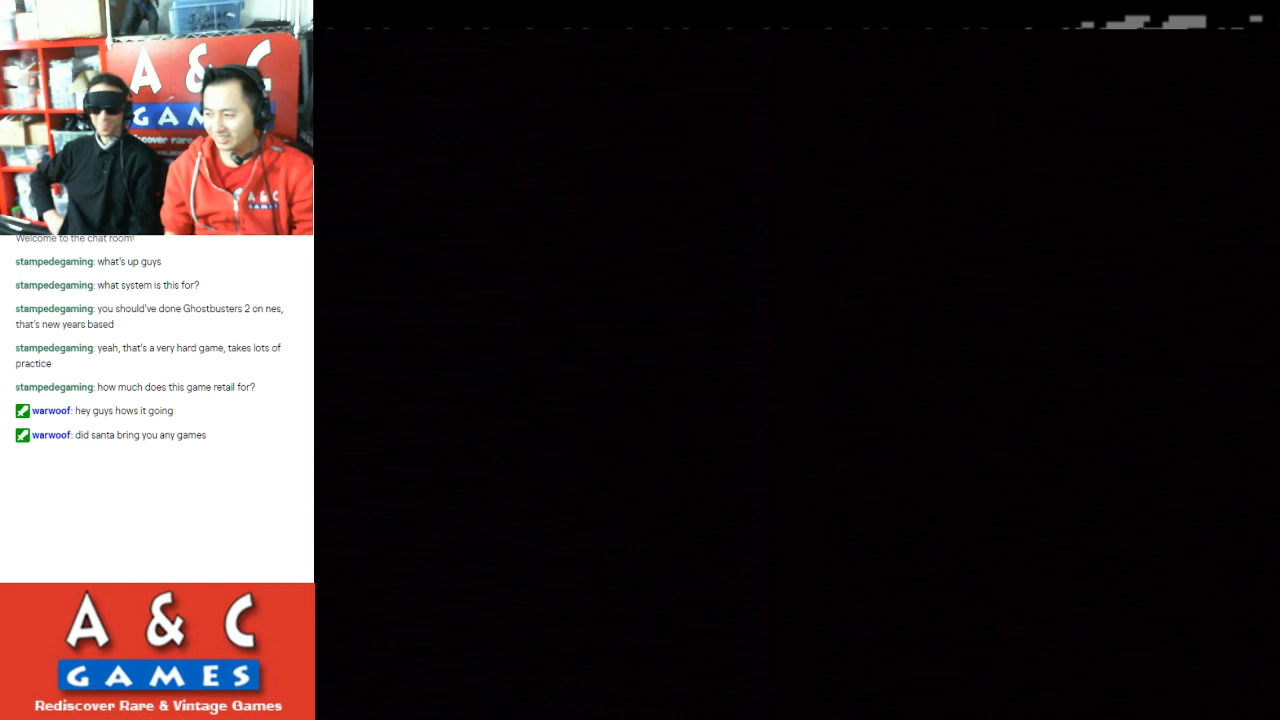 A & C
GAM
scover rare
A & C
GAMES
Welcome to the chat room!
stampedegaming: what's up guys
stampedegaming: what system is this for?
stampedegaming: you should've done Ghostbusters 2 on nes,
that's new years based
stampedegaming: yeah, that's a very hard game, takes lots of
practice
stampedegaming: how much does this game retail for?
warwoof: hey guys hows it going
warwoof: did santa bring you any games
A & C
GAMES
Rediscover Rare & Vintage Games